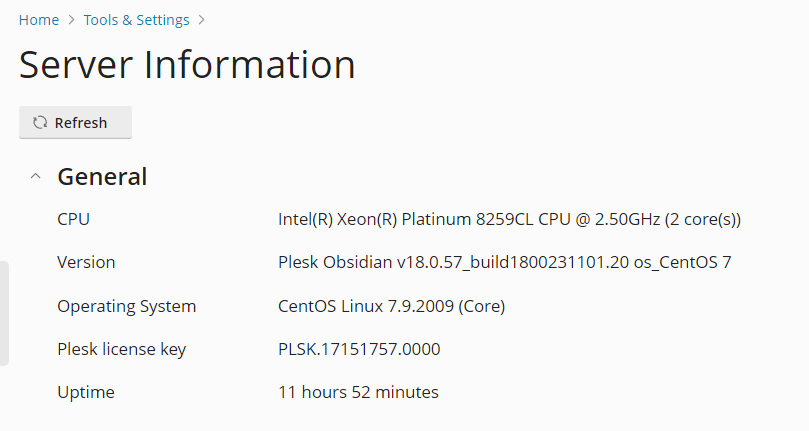 Home > Tools & Settings >
Server Information
Refresh
General
CPU Intel(R) Xeon(R) Platinum 8259CL CPU @ 2.50GHz (2 core(s))
Version Plesk Obsidian v18.0.57_build1800231101.20 os_CentOS 7
Operating System CentOS Linux 7.9.2009 (Core)
Plesk license key PLSK.17151757.0000
Uptime 11 hours 52 minutes